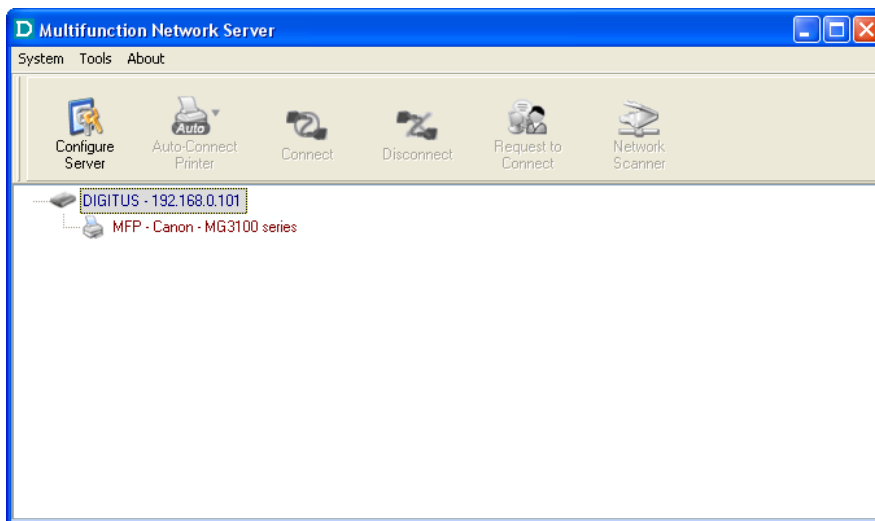 D Multifunction Network Server
System Tools About
Configure Server
Auto
Auto-Connect Printer
Connect
Disconnect
Request to Connect
Network Scanner
DIGITUS - 192.168.0.101
MFP - Canon - MG3100 series